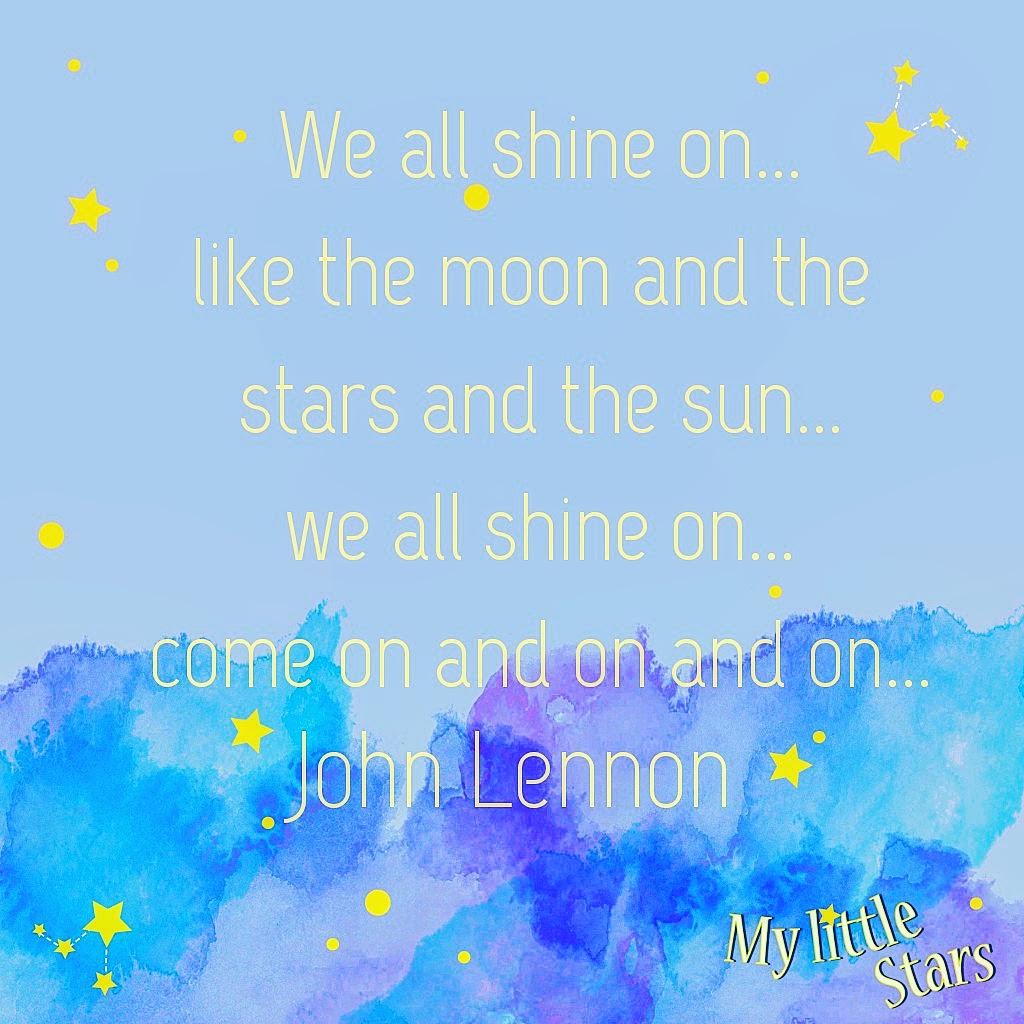 We all shine on...
like the moon and the
stars and the sun...
we all shine on...
come on and on and on...
John Lennon
My little
Stars